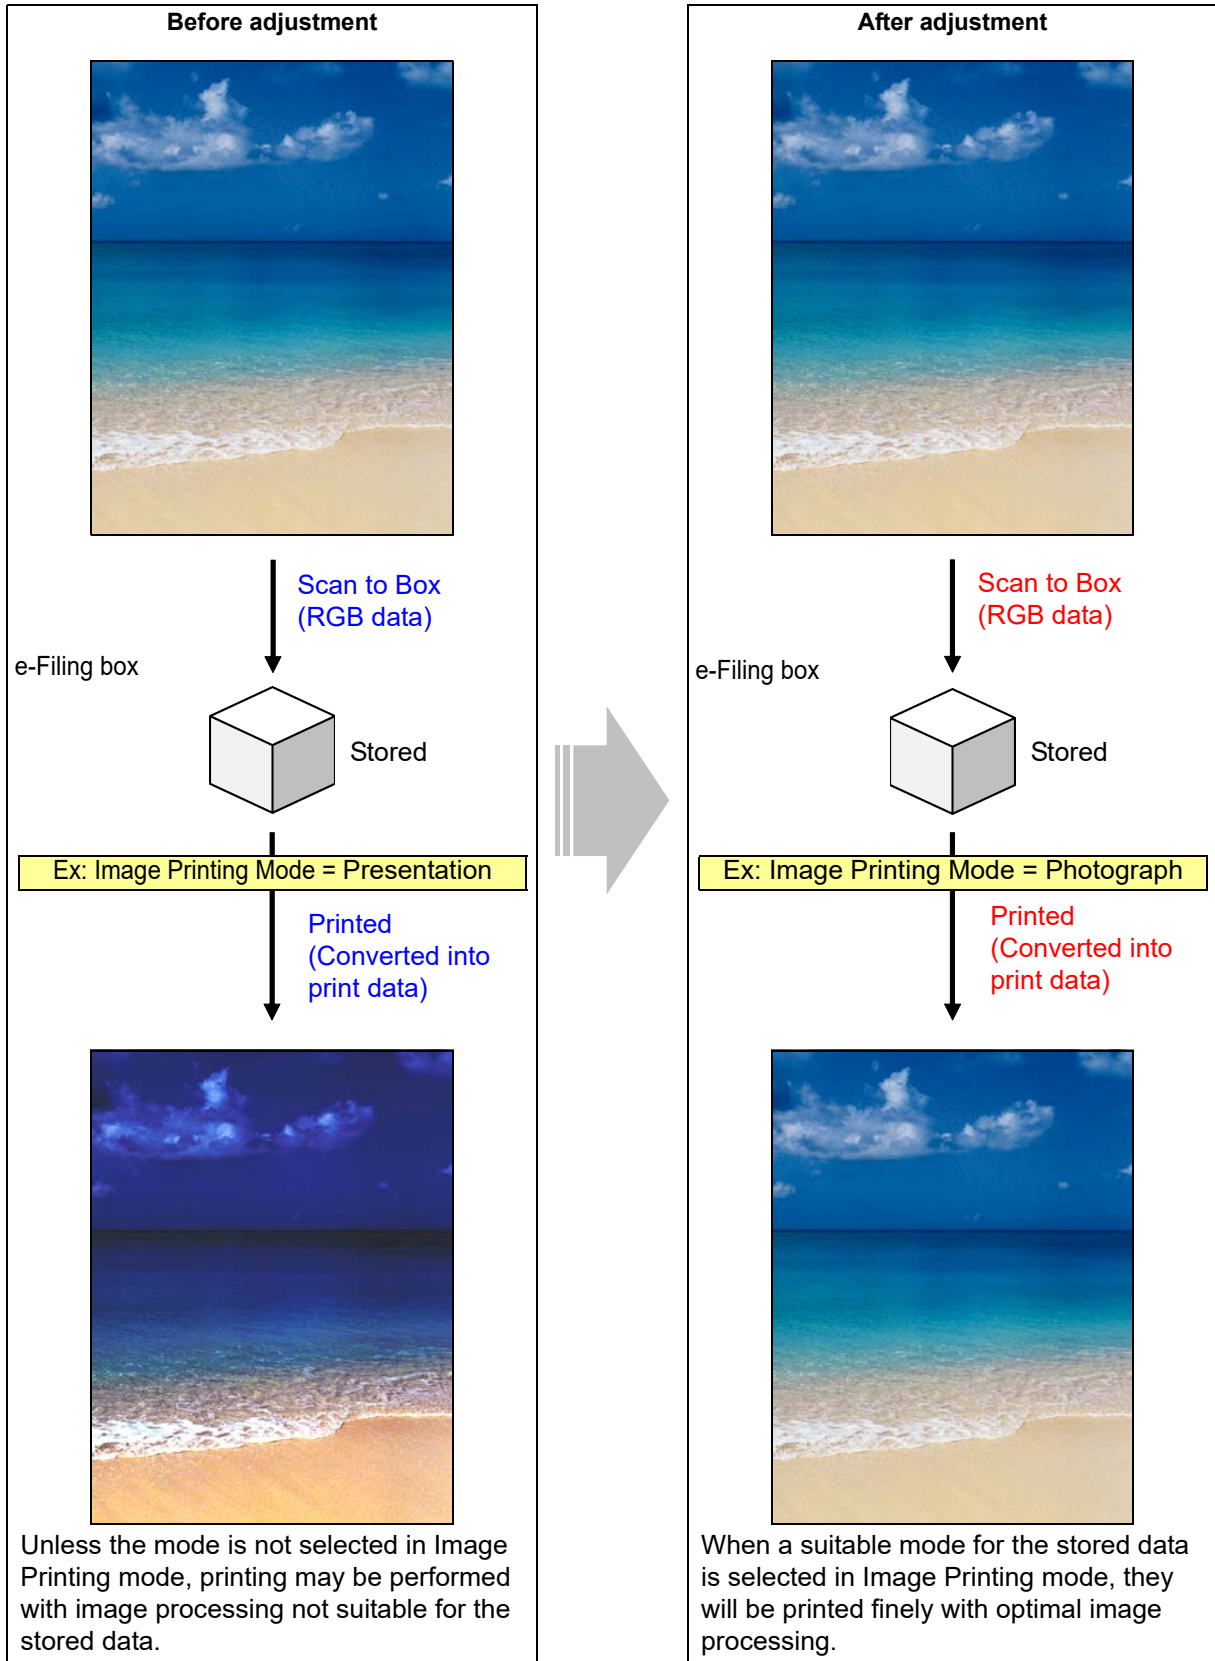 Before adjustment
Scan to Box
(RGB data)
e-Filing box
Stored
Ex: Image Printing Mode = Presentation
Printed
(Converted into
print data)
Unless the mode is not selected in Image
Printing mode, printing may be performed
with image processing not suitable for the
stored data.
After adjustment
Scan to Box
(RGB data)
e-Filing box
Stored
Ex: Image Printing Mode = Photograph
Printed
(Converted into
print data)
When a suitable mode for the stored data
is selected in Image Printing mode, they
will be printed finely with optimal image
processing.